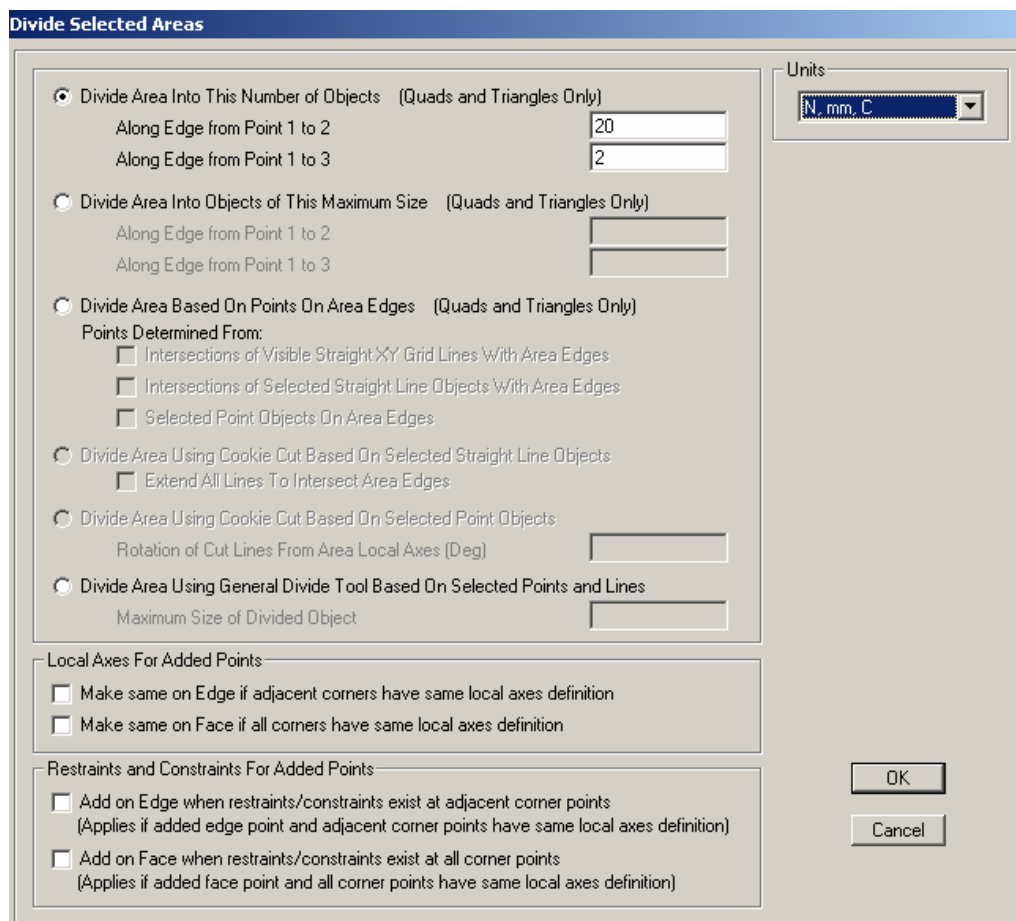 Divide Selected Areas
Divide Area Into This Number of Objects (Quads and Triangles Only)
Along Edge from Point 1 to 2
20
Along Edge from Point 1 to 3
2
Divide Area Into Objects of This Maximum Size (Quads and Triangles Only)
Along Edge from Point 1 to 2
Along Edge from Point 1 to 3
Divide Area Based On Points On Area Edges (Quads and Triangles Only)
Points Determined From:
Intersections of Visible Straight XY Grid Lines With Area Edges
Intersections of Selected Straight Line Objects With Area Edges
Selected Point Objects On Area Edges
Divide Area Using Cookie Cut Based On Selected Straight Line Objects
Extend All Lines To Intersect Area Edges
Divide Area Using Cookie Cut Based On Selected Point Objects
Rotation of Cut Lines From Area Local Axes (Deg)
Divide Area Using General Divide Tool Based On Selected Points and Lines
Maximum Size of Divided Object
Local Axes For Added Points
Make same on Edge if adjacent corners have same local axes definition
Make same on Face if all corners have same local axes definition
Restraints and Constraints For Added Points
Add on Edge when restraints/constraints exist at adjacent corner points
(Applies if added edge point and adjacent corner points have same local axes definition)
Add on Face when restraints/constraints exist at all corner points
(Applies if added face point and all corner points have same local axes definition)
Units
N, mm, C
OK
Cancel